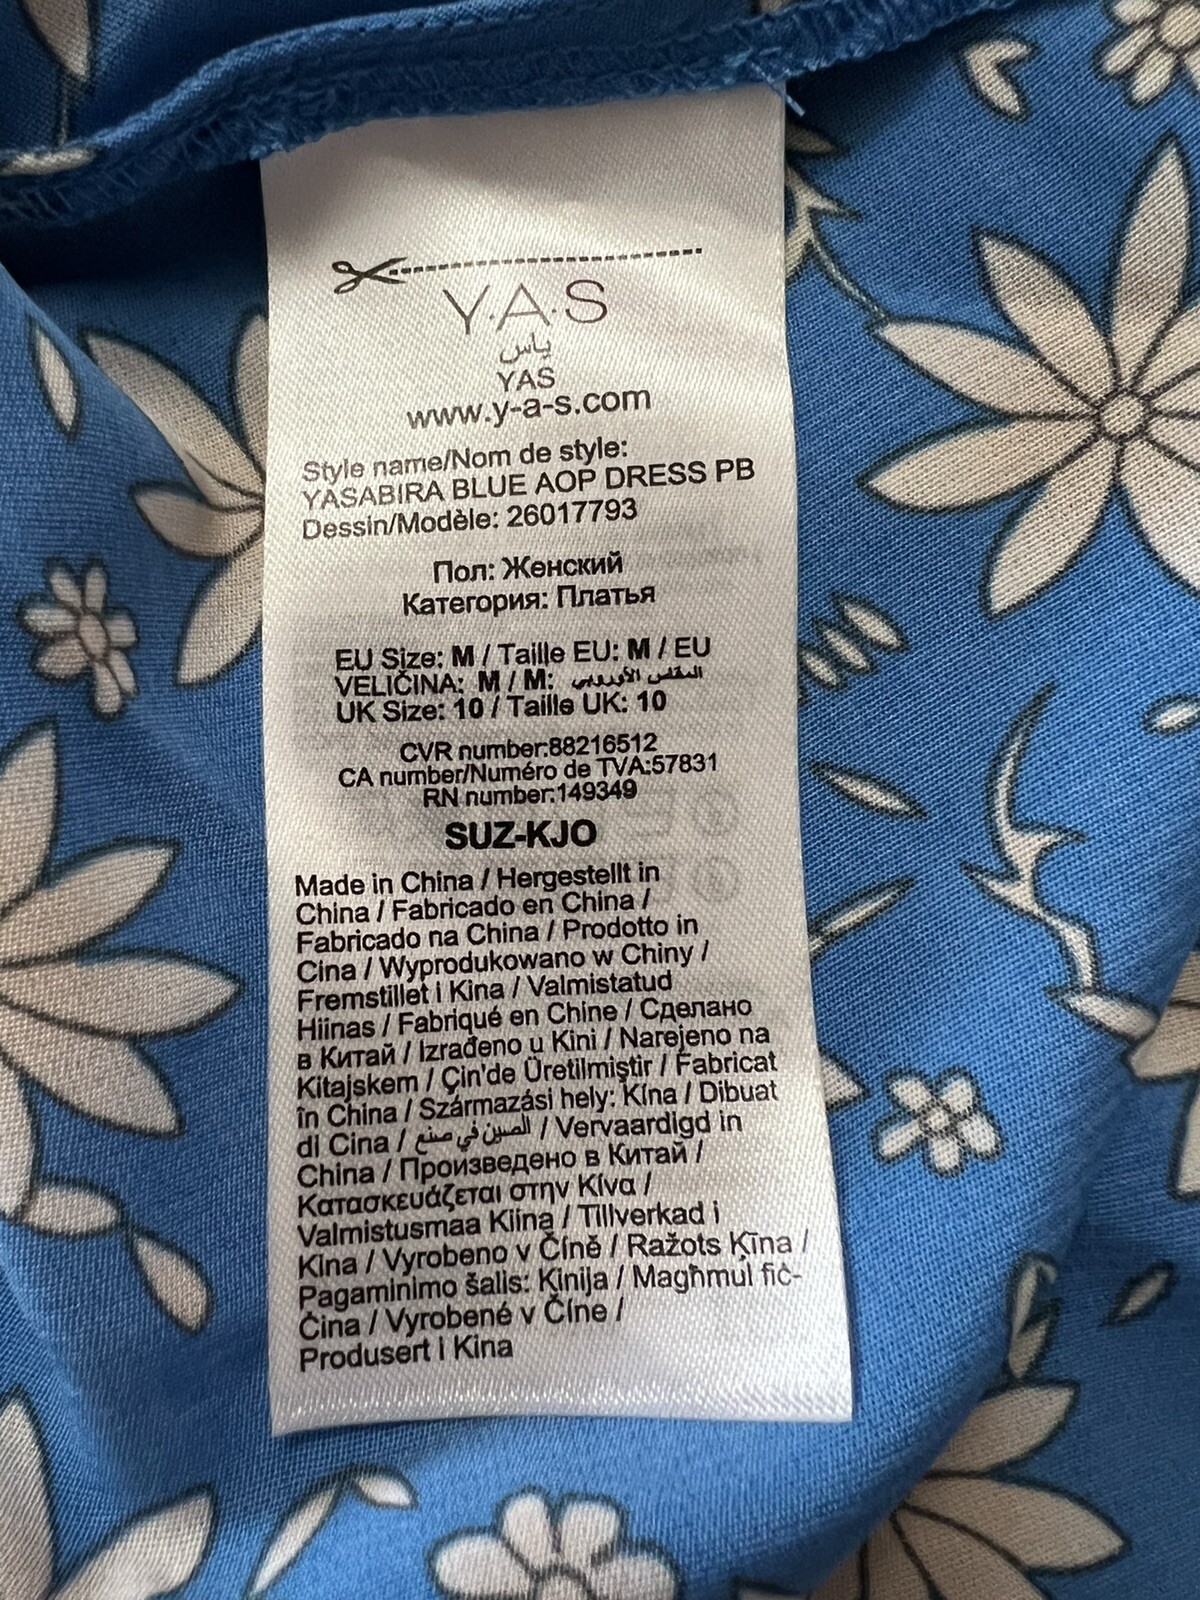 Y.A.S
ياس
YAS
www.y-a-s.com
Style name/Nom de style:
YASABIRA BLUE AOP DRESS PB
Dessin/Modèle: 26017793
Пол: Женский
Категория: Платья
EU Size: M / Taille EU: M / EU
VELIČINA: M / M: المقاس الأوروبي
UK Size: 10 / Taille UK: 10
CVR number:88216512
CA number/Numéro de TVA:57831
RN number:149349
SUZ-KJO
Made in China / Hergestellt in
China / Fabricado en China /
Fabricado na China / Prodotto in
Cina / Wyprodukowano w Chiny /
Fremstillet i Kina / Valmistatud
Hiinas / Fabriqué en Chine / Сделано
в Китай / Izrađeno u Kini / Narejeno na
Kitajskem / Çin'de Üretilmiştir / Fabricat
în China / Származási hely: Kína / Dibuat
di Cina / الصين في صنع / Vervaardigd in
China / Произведено в Китай /
Κατασκευάζεται στην Κίνα /
Valmistusmaa Kiina / Tillverkad i
Kina / Vyrobeno v Číně / Ražots Ķīna /
Pagaminimo šalis: Kinija / Magħmul fiċ-
Ċina / Vyrobené v Číne /
Produsert i Kina